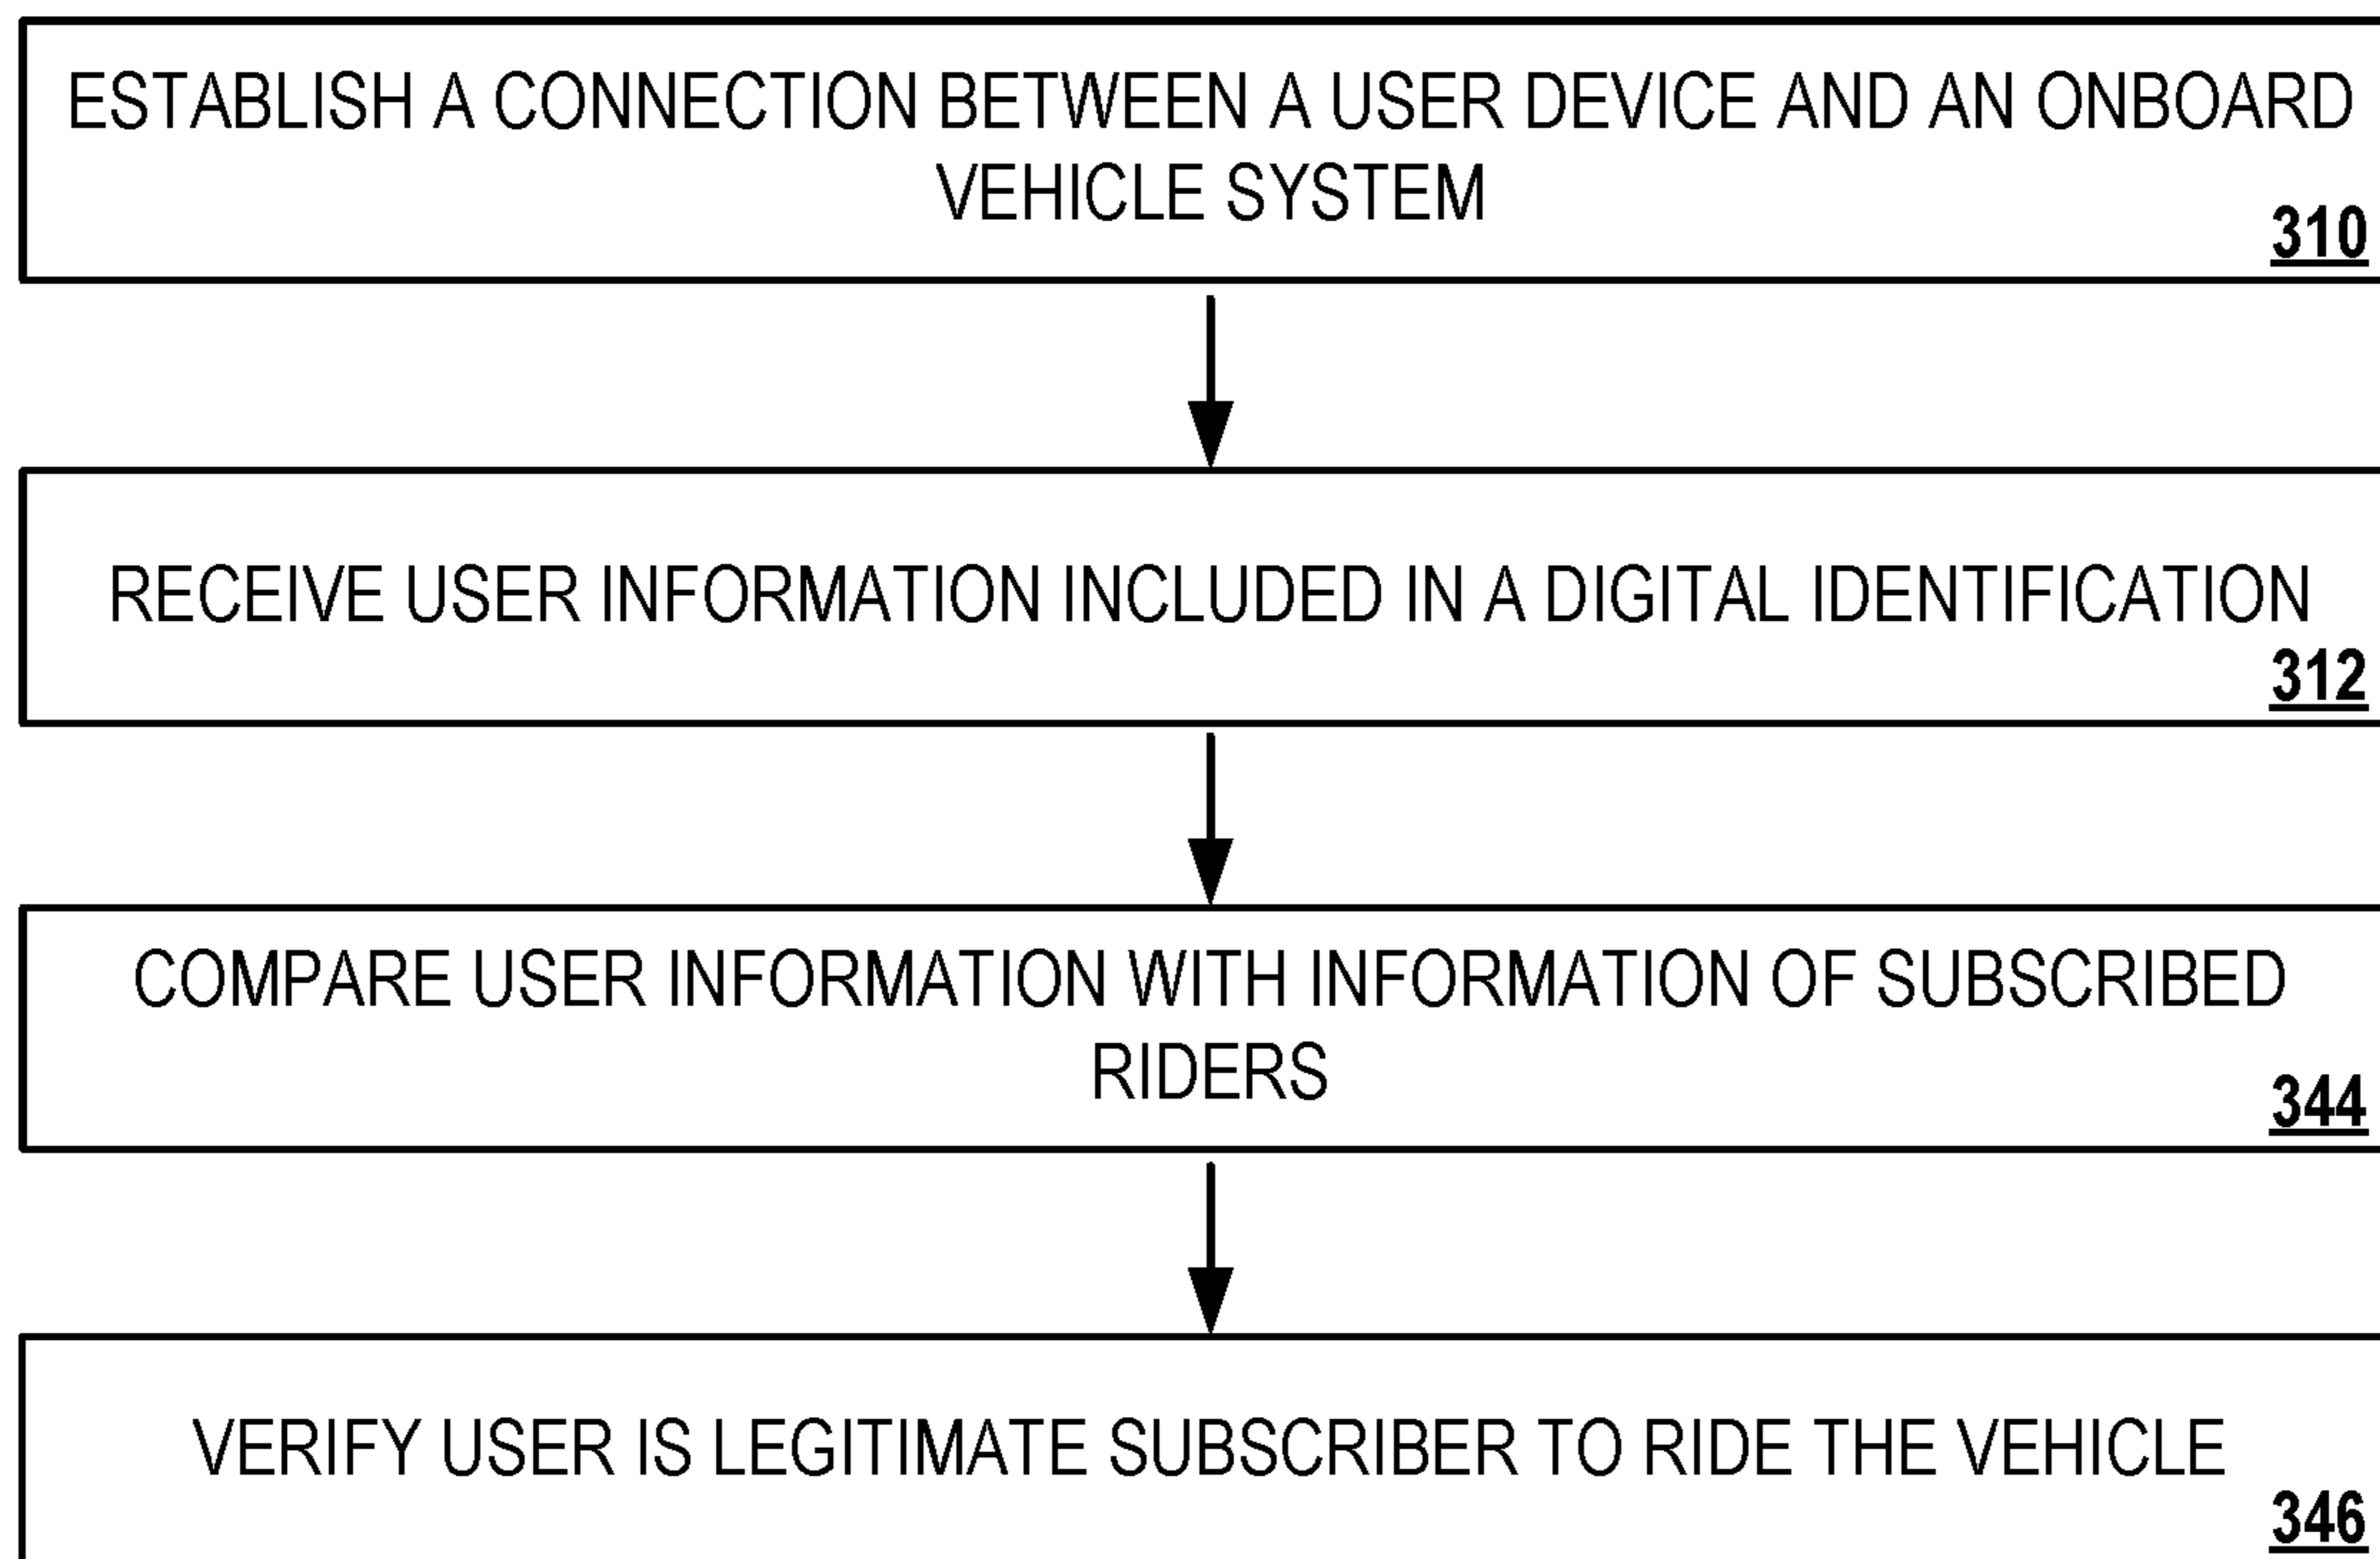 ESTABLISH A CONNECTION BETWEEN A USER DEVICE AND AN ONBOARD
VEHICLE SYSTEM
310
RECEIVE USER INFORMATION INCLUDED IN A DIGITAL IDENTIFICATION
312
COMPARE USER INFORMATION WITH INFORMATION OF SUBSCRIBED
RIDERS
344
VERIFY USER IS LEGITIMATE SUBSCRIBER TO RIDE THE VEHICLE
346